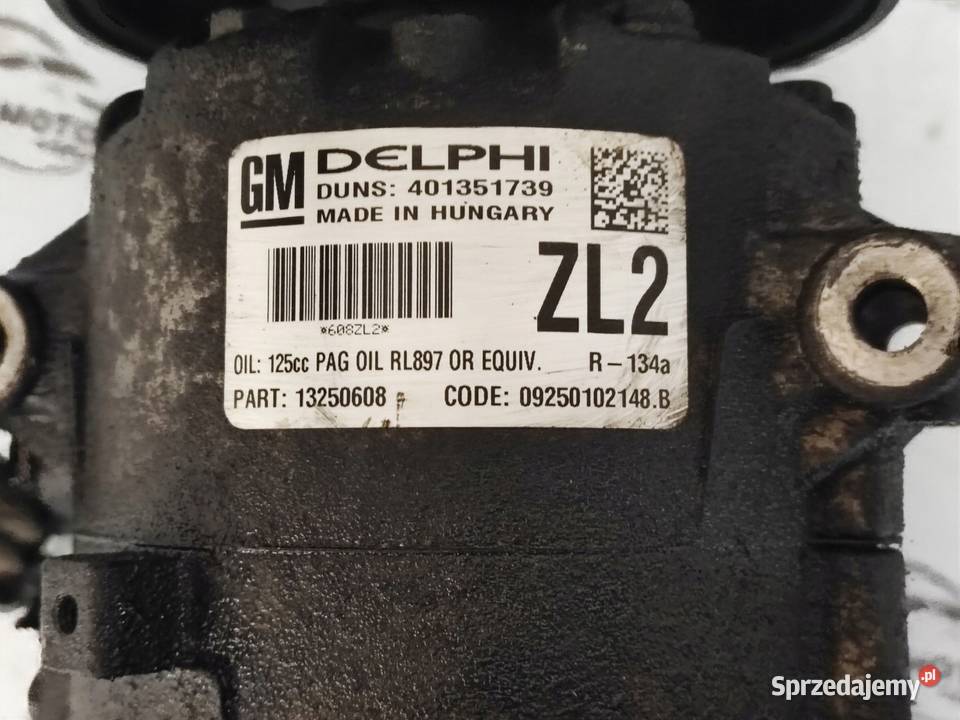 MOTO
GM DELPHI
DUNS: 401351739
MADE IN HUNGARY
ZL2
*608ZL2*
OIL: 125cc PAG OIL RL897 OR EQUIV. R-134a
PART: 13250608 CODE: 09250102148.B
Sprzedajemy.pl